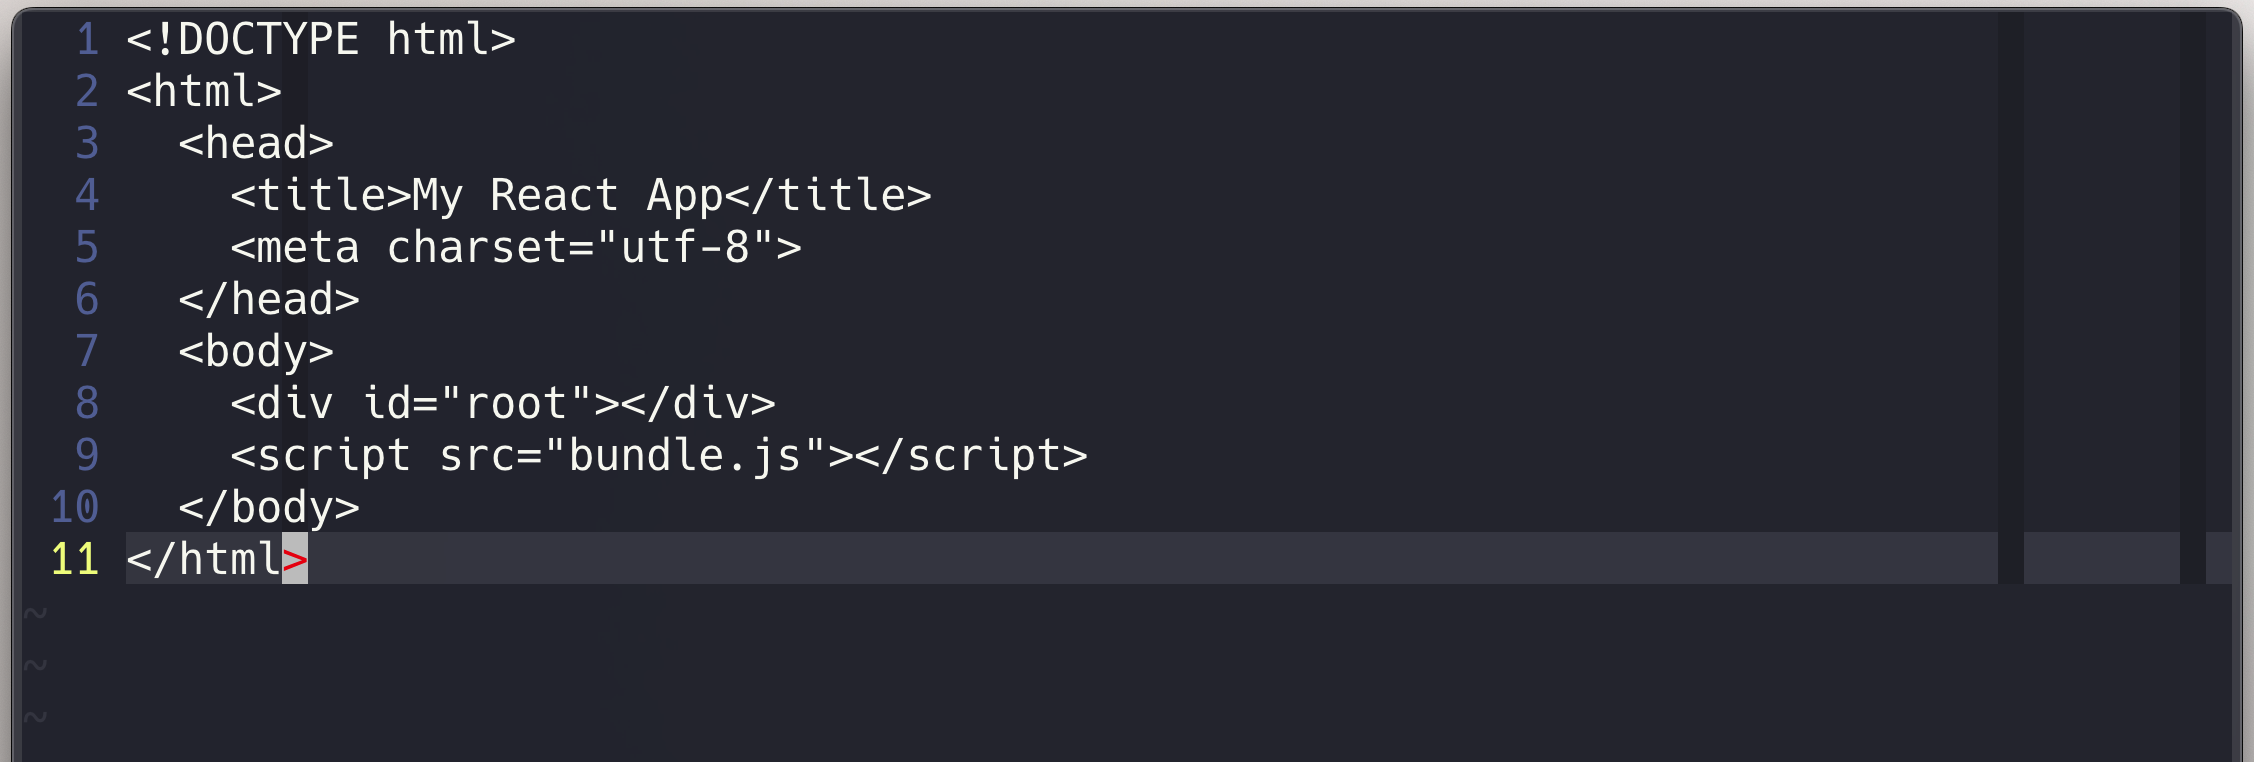 1 <!DOCTYPE html>
2 <html>
3   <head>
4     <title>My React App</title>
5     <meta charset="utf-8">
6   </head>
7   <body>
8     <div id="root"></div>
9     <script src="bundle.js"></script>
10   </body>
11 </html>
~
~
~